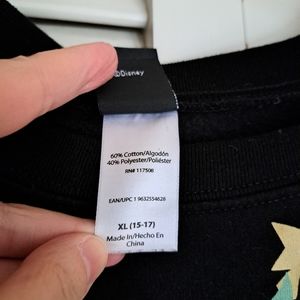 ©Disney
60% Cotton/Algodón
40% Polyester/Poliéster
RN# 117508
EAN/UPC 1 9632554628
XL (15-17)
Made In/Hecho En
China